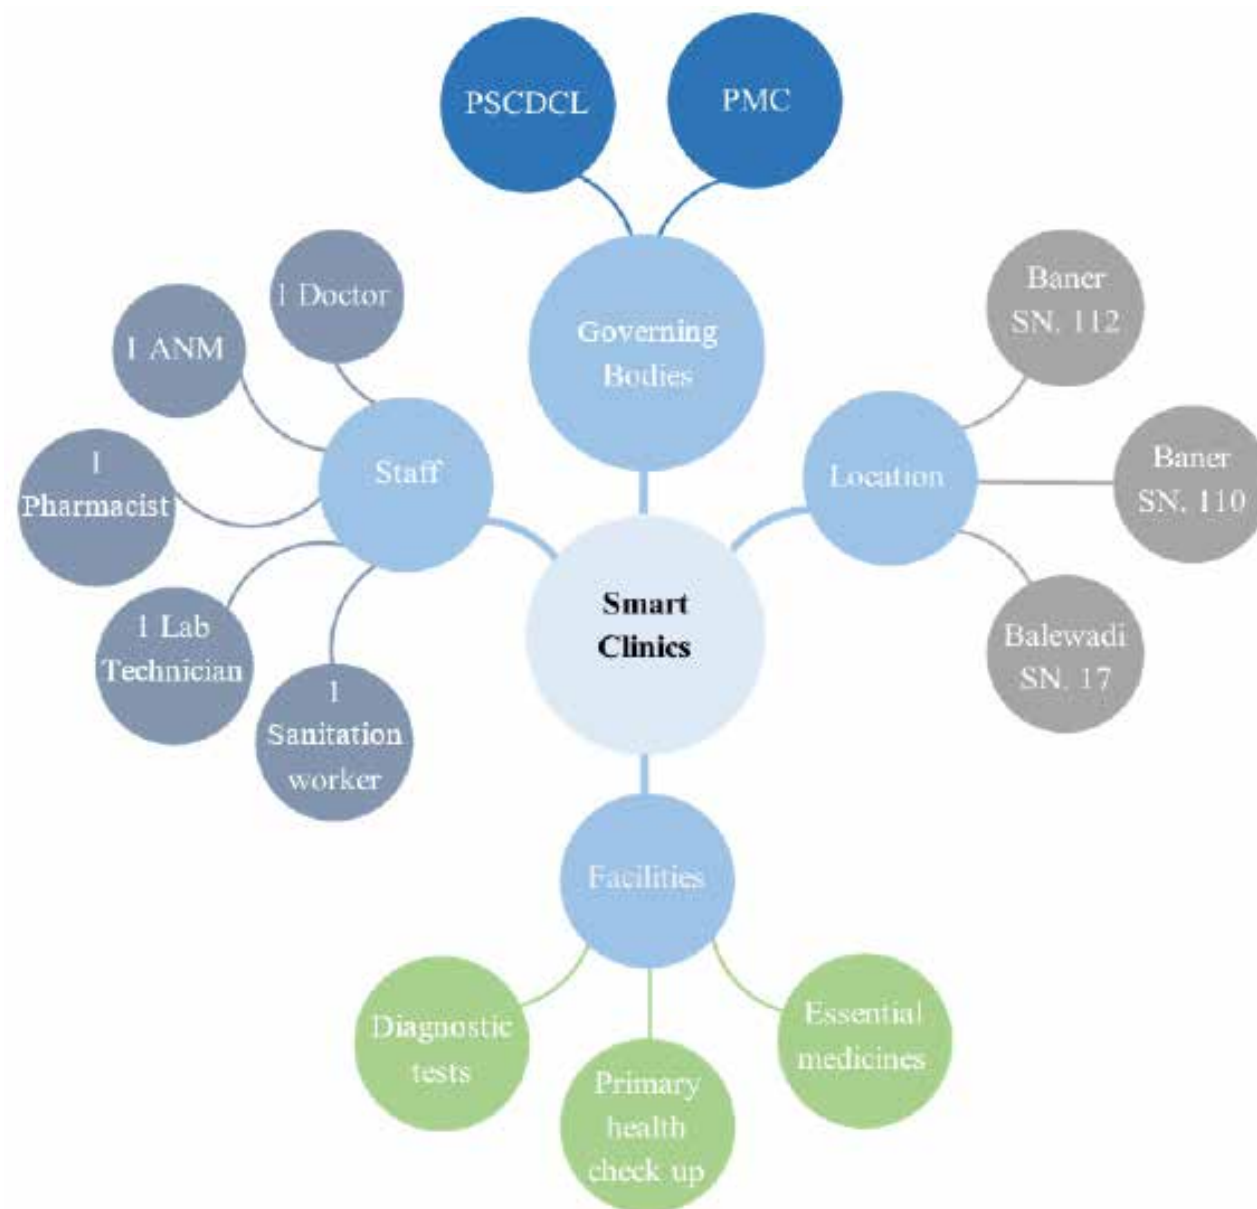 PSCDCL
PMC
Governing
Bodies
1 Doctor
1 ANM
1
Pharmacist
1 Lab
Technician
1
Sanitation
worker
Staff
Location
Baner
SN. 112
Baner
SN. 110
Balewadi
SN. 17
Smart
Clinics
Facilities
Diagnostic
tests
Primary
health
check up
Essential
medicines